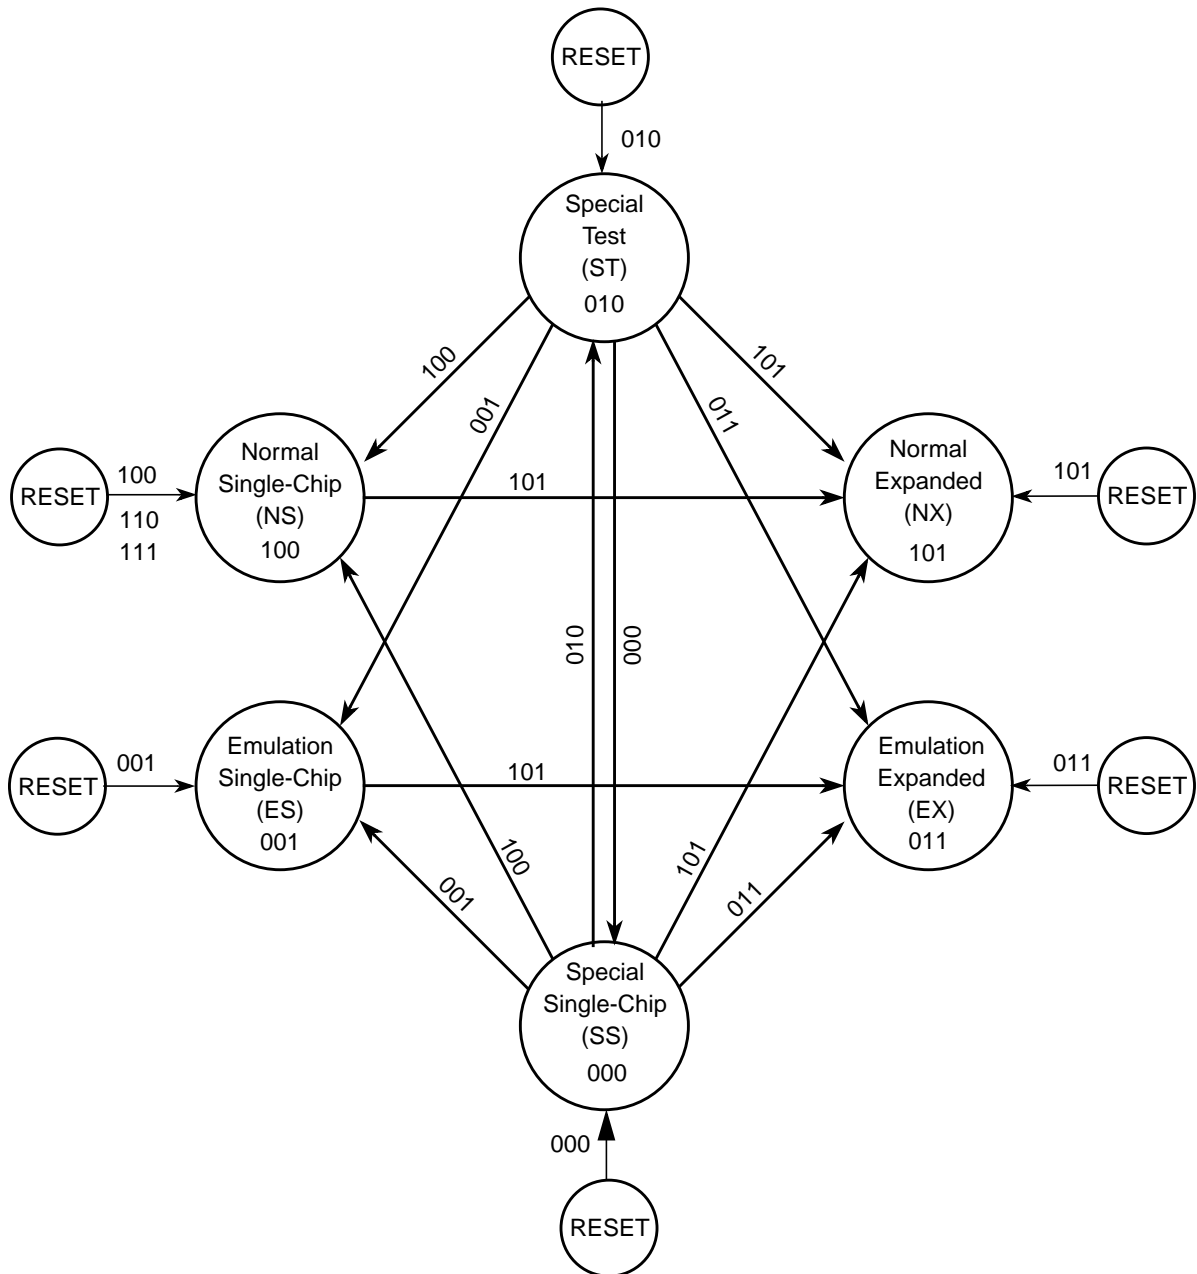 RESET
010
Special
Test
(ST)
010
100
001
101
011
Normal
Single-Chip
(NS)
100
RESET
100
110
111
101
Normal
Expanded
(NX)
101
101
RESET
010
000
Emulation
Single-Chip
(ES)
001
RESET
001
101
Emulation
Expanded
(EX)
011
011
RESET
001
100
101
011
Special
Single-Chip
(SS)
000
000
RESET